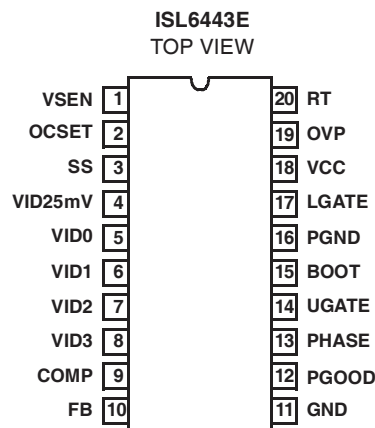 ISL6443E
TOP VIEW
VSEN 1 20 RT
OCSET 2 19 OVP
SS 3 18 VCC
VID25mV 4 17 LGATE
VID0 5 16 PGND
VID1 6 15 BOOT
VID2 7 14 UGATE
VID3 8 13 PHASE
COMP 9 12 PGOOD
FB 10 11 GND